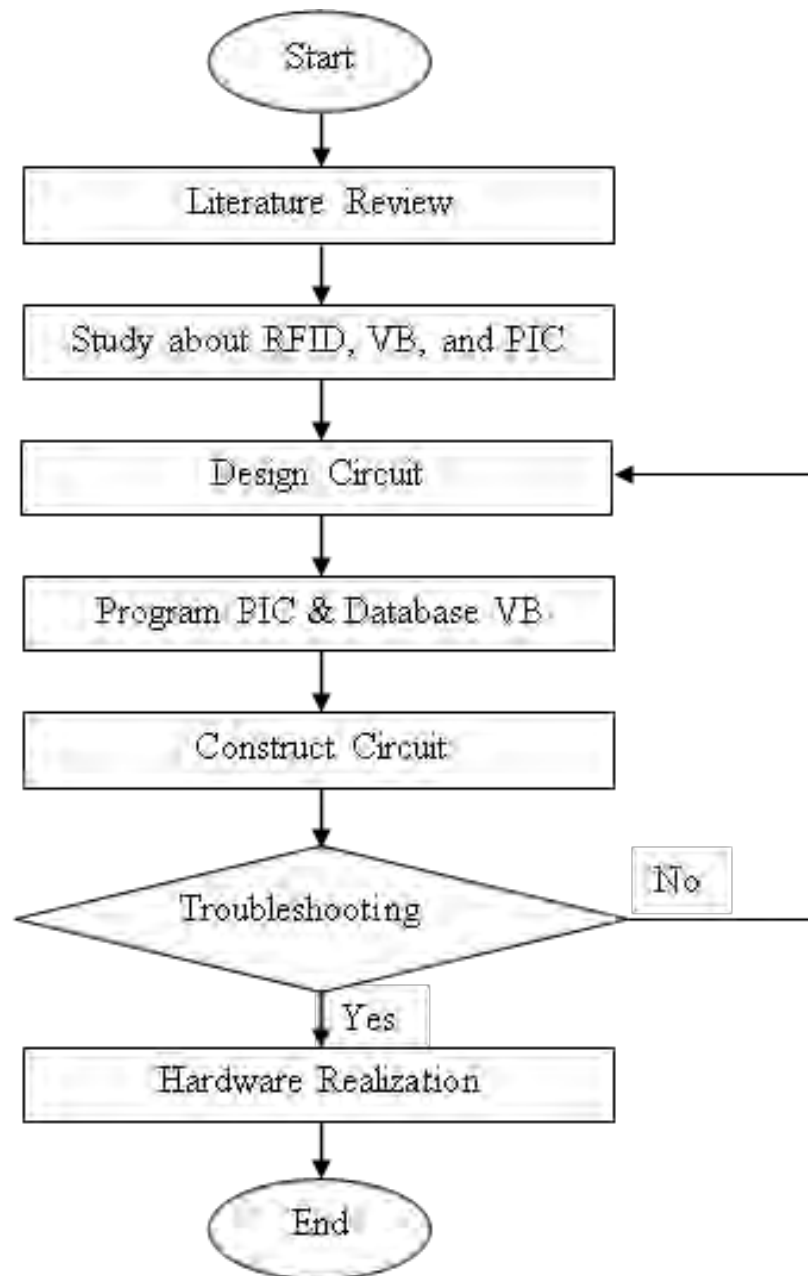 Start
Literature Review
Study about RFID, VB, and PIC
Design Circuit
Program PIC & Database VB
Construct Circuit
Troubleshooting
No
Yes
Hardware Realization
End